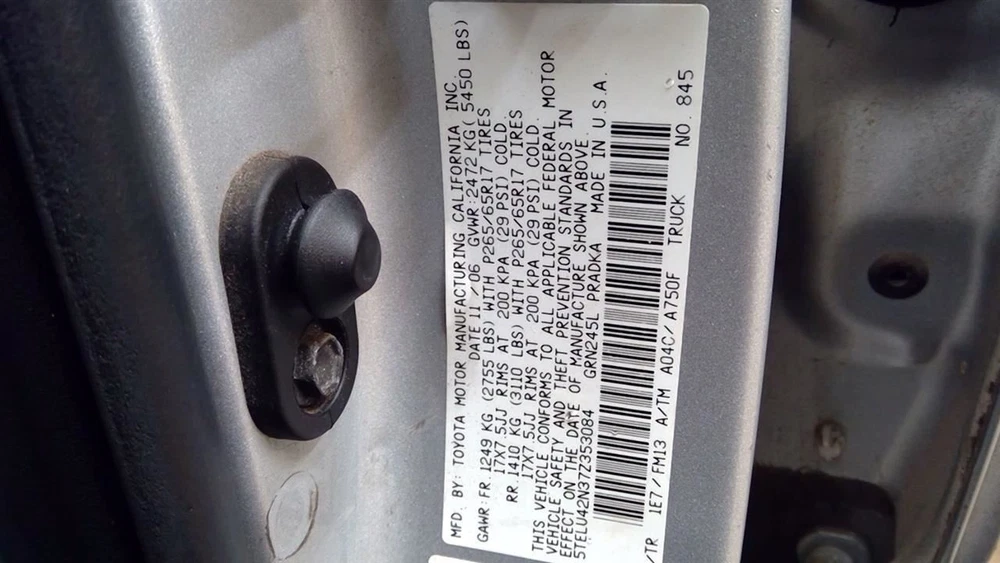 MFD. BY: TOYOTA MOTOR MANUFACTURING CALIFORNIA INC.
DATE 11/06 GVWR:2472 KG( 5450 LBS)
GAWR:FR.1249 KG (2755 LBS) WITH P265/65R17 TIRES
17X7.5JJ RIMS AT 200 KPA (29 PSI) COLD.
RR.1410 KG (3110 LBS) WITH P265/65R17 TIRES
17X7.5JJ RIMS AT 200 KPA (29 PSI) COLD.
THIS VEHICLE CONFORMS TO ALL APPLICABLE FEDERAL MOTOR
VEHICLE SAFETY AND THEFT PREVENTION STANDARDS IN
EFFECT ON THE DATE OF MANUFACTURE SHOWN ABOVE
5TELU42N37Z353084 GRN245L PRADKA MADE IN U.S.A.
/TR 1E7/FM13 A/TM A04C/A750F TRUCK NO.845